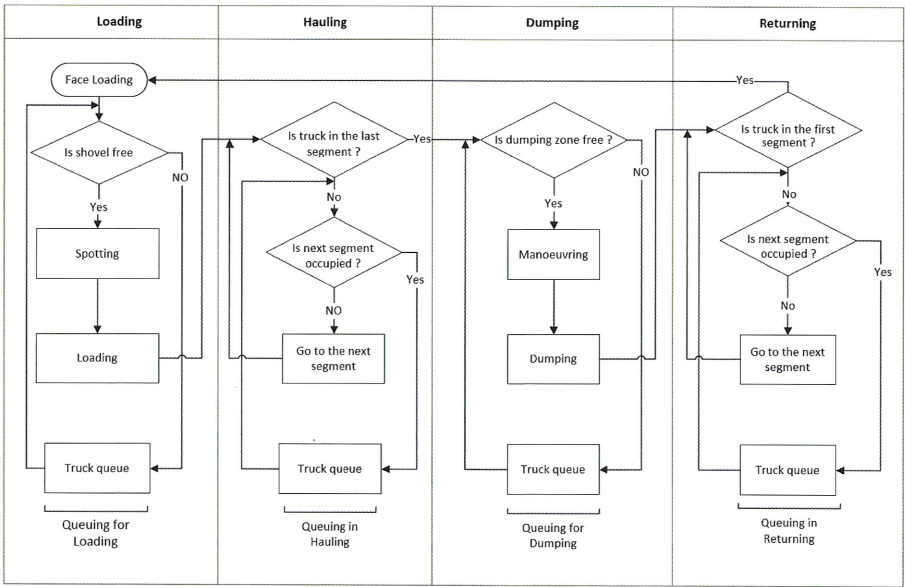 Loading
Hauling
Dumping
Returning
Face Loading
Is shovel free
NO
Yes
Spotting
Loading
Truck queue
Queuing for
Loading
Is truck in the last
segment ?
Yes
No
Is next segment
occupied ?
Yes
NO
Go to the next
segment
Truck queue
Queuing in
Hauling
Is dumping zone free ?
NO
Yes
Manoeuvring
Dumping
Truck queue
Queuing for
Dumping
Yes
Is truck in the first
segment ?
No
Is next segment
occupied ?
Yes
No
Go to the next
segment
Truck queue
Queuing in
Returning